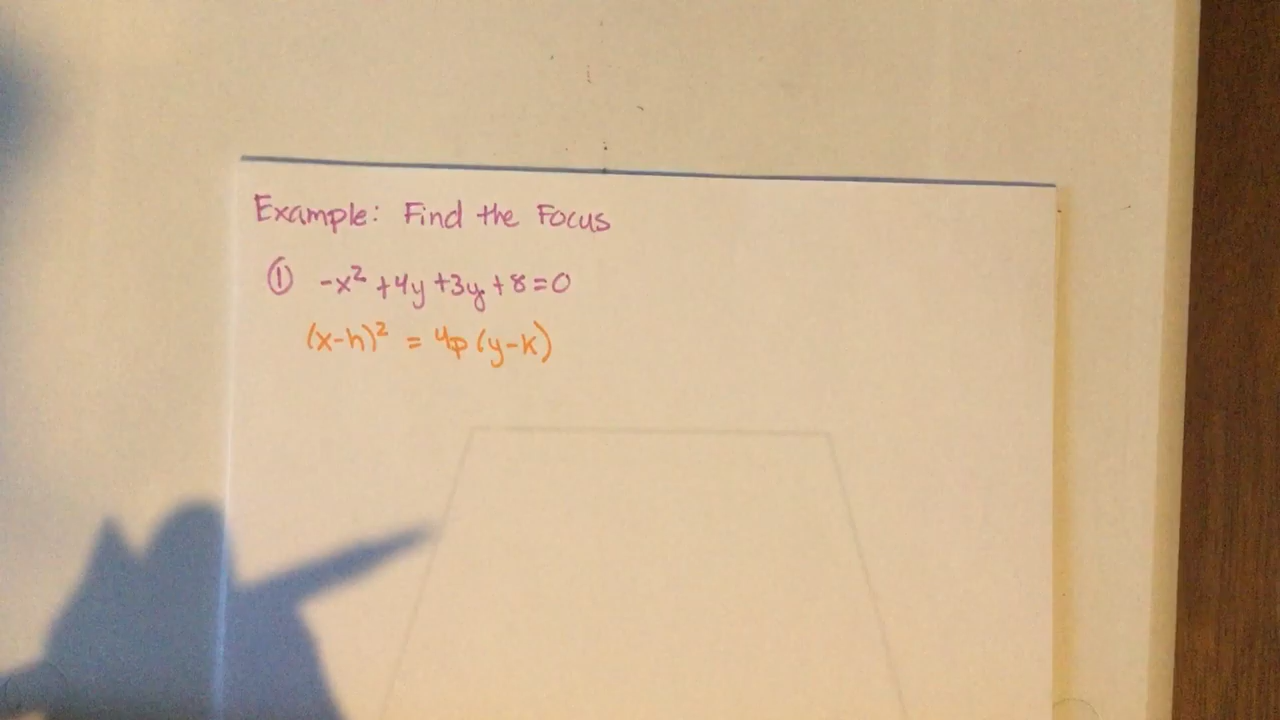 Example: Find the Focus
① -x² +4y +3y +8=0
(x-h)² = 4p(y-k)